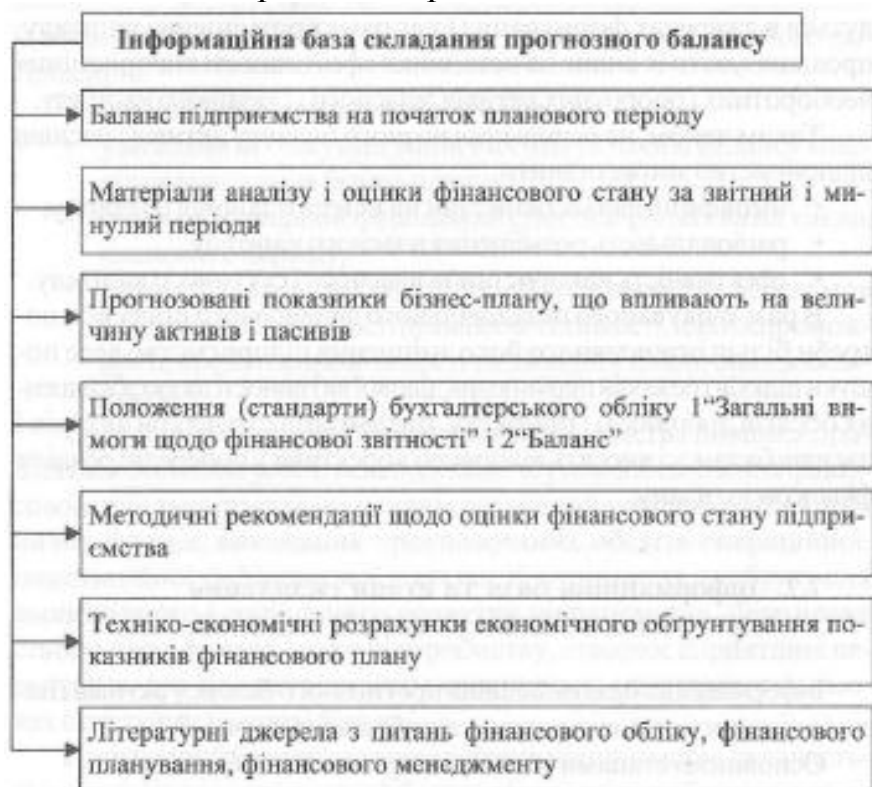 Інформаційна база складання прогнозного балансу
Баланс підприємства на початок планового періоду
Матеріали аналізу і оцінки фінансового стану за звітний і ми-
нулий періоди
Прогнозовані показники бізнес-плану, що впливають на вели-
чину активів і пасивів
Положення (стандарти) бухгалтерського обліку 1“Загальні ви-
моги щодо фінансової звітності” і 2“Баланс”
Методичні рекомендації щодо оцінки фінансового стану підпри-
ємства
Техніко-економічні розрахунки економічного обґрунтування по-
казників фінансового плану
Літературні джерела з питань фінансового обліку, фінансового
планування, фінансового менеджменту